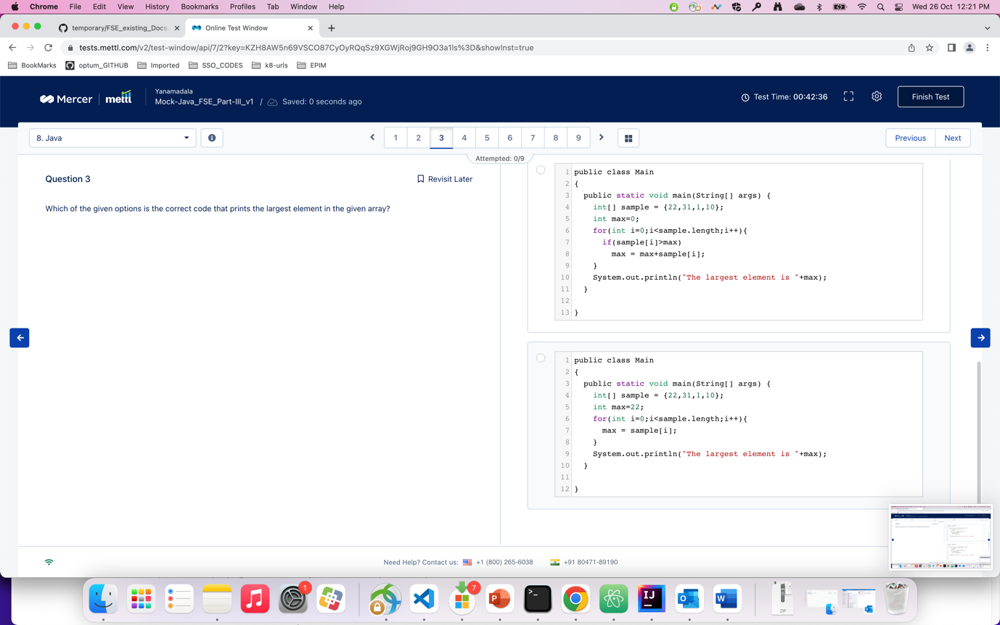 Chrome File Edit View History Bookmarks Profiles Tab Window Help Wed 26 Oct 12:21 PM
temporary/FSE_existing_Docs. Online Test Window
tests.mettl.com/v2/test-window/api/7/2?key=KZH8AW5n69VSCO87CyOyRQqSz9XGWjRoj9GH9O3a1Is%3D&showInst=true
BookMarks optum_GITHUB Imported SSO_CODES k8-urls EPIM
Mercer mettl
Yanamadala
Mock-Java_FSE_Part-III_v1 / Saved: 0 seconds ago
Test Time: 00:42:36
Finish Test
8. Java
1 2 3 4 5 6 7 8 9
Previous Next
Attempted: 0/9
Question 3
Revisit Later
Which of the given options is the correct code that prints the largest element in the given array?
1 public class Main
2 {
3 public static void main(String[] args) {
4 int[] sample = {22,31,1,10};
5 int max=0;
6 for(int i=0;i<sample.length;i++){
7 if(sample[i]>max)
8 max = max+sample[i];
9 }
10 System.out.println("The largest element is "+max);
11 }
12
13 }
1 public class Main
2 {
3 public static void main(String[] args) {
4 int[] sample = {22,31,1,10};
5 int max=22;
6 for(int i=0;i<sample.length;i++){
7 max = sample[i];
8 }
9 System.out.println("The largest element is "+max);
10 }
11
12 }
Need Help? Contact us: +1 (800) 265-6038 +91 80471-89190
1
7
P
>_
IJ
O
W
ZIP